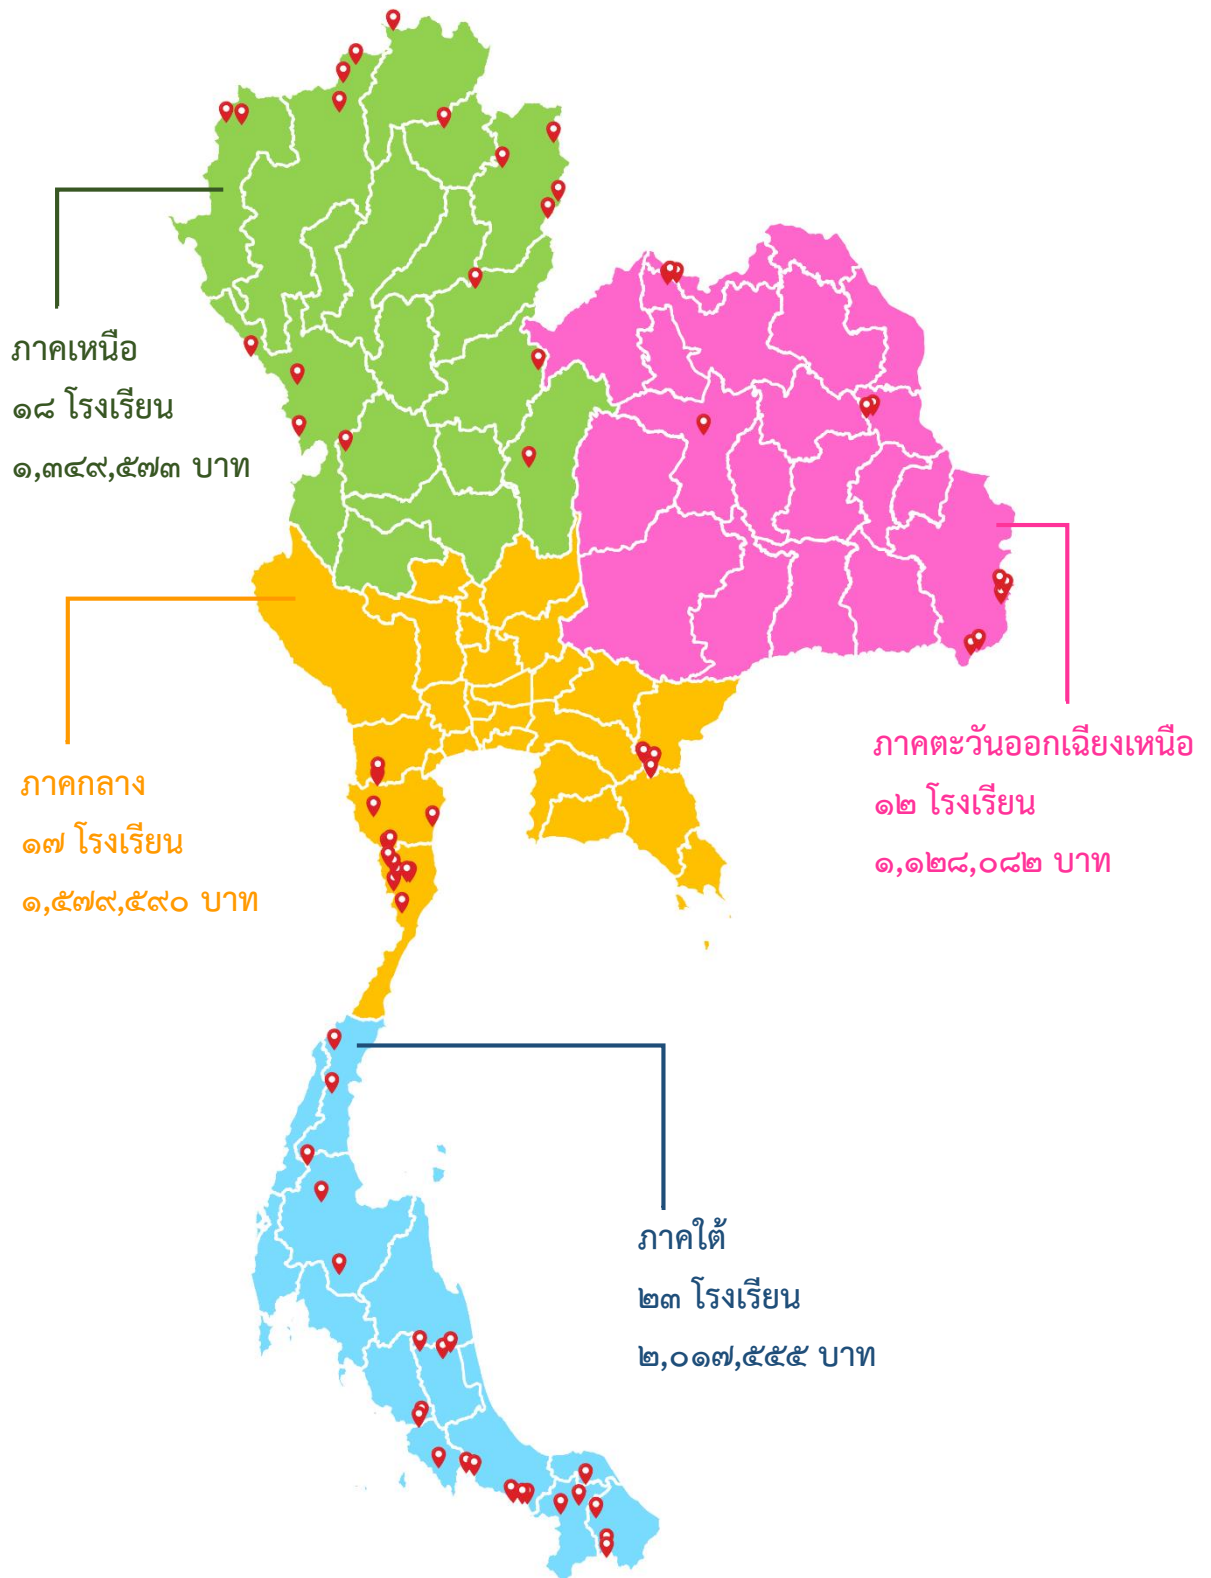 ภาคเหนือ
๑๘ โรงเรียน
๑,๓๔๙,๕๗๓ บาท
ภาคตะวันออกเฉียงเหนือ
๑๒ โรงเรียน
๑,๑๒๘,๐๘๒ บาท
ภาคกลาง
๑๗ โรงเรียน
๑,๕๗๙,๕๙๐ บาท
ภาคใต้
๒๓ โรงเรียน
๒,๐๑๗,๕๕๕ บาท